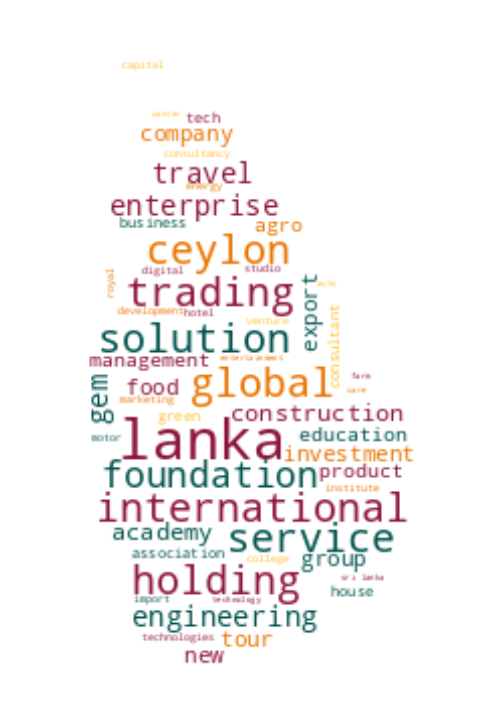 capital
center tech
company
consultancy
travel
energy
enterprise
business agro
ceylon
digital studio
royal trading export
development hotel
venture
solution consultant
management entertainment
gem food global farm
marketing care
green construction
motor lanka education
investment
foundation product
institute
international
academy service
association college group
holding sri lanka
import technology house
engineering
technologies tour
new